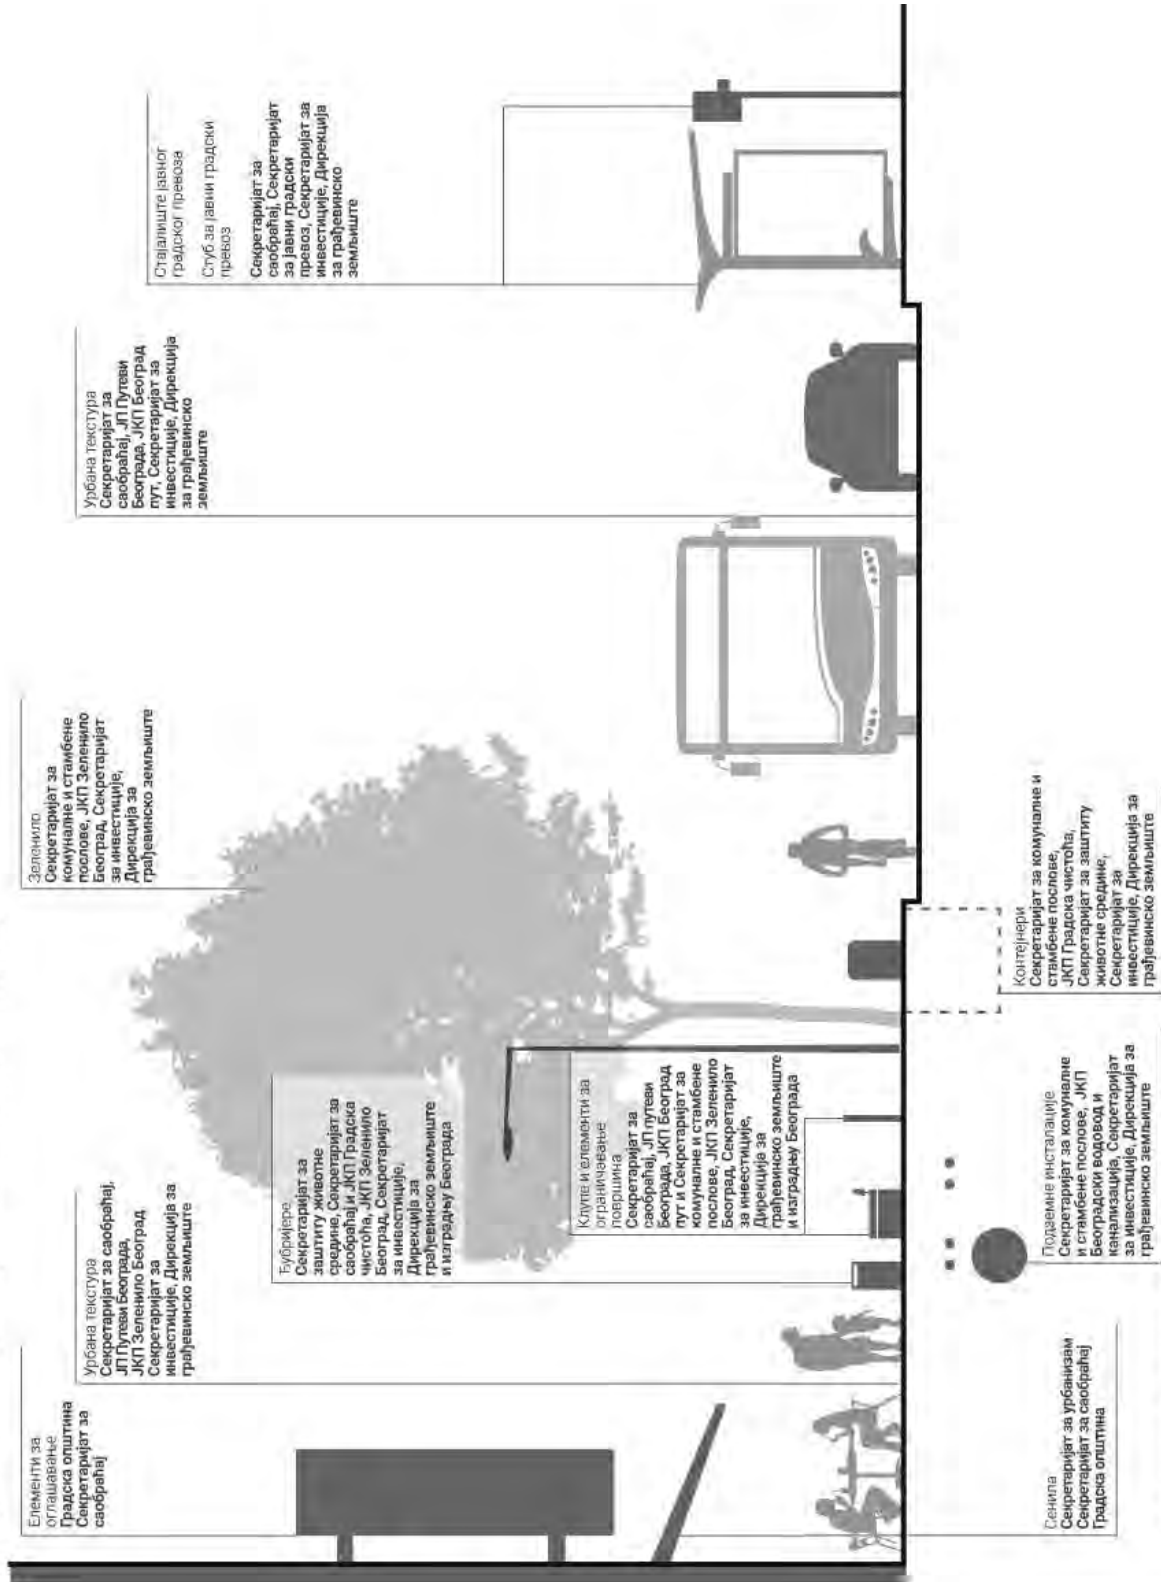 Елементи за
оглашавање
Градска општина
Секретаријат за
саобраћај
Урбана текстура
Секретаријат за саобраћај,
ЈП Путеви Београда,
ЈКП Зеленило Београд
Секретаријат за
инвестиције, Дирекција за
грађевинско земљиште
Ђубријере
Секретаријат за
заштиту животне
средине, Секретаријат за
саобраћај и ЈКП Градска
чистоћа, ЈКП Зеленило
Београд, Секретаријат
за инвестиције,
Дирекција за
грађевинско земљиште
и изградњу Београда
Клупе и елементи за
ограничавање
површина
Секретаријат за
саобраћај, ЈП путеви
Београда, ЈКП Београд
пут и Секретаријат за
комуналне и стамбене
послове, ЈКП Зеленило
Београд, Секретаријат
за инвестиције,
Дирекција за
грађевинско земљиште
и изградњу Београда
Зеленило
Секретаријат за
комуналне и стамбене
послове, ЈКП Зеленило
Београд, Секретаријат
за инвестиције,
Дирекција за
грађевинско земљиште
Урбана текстура
Секретаријат за
саобраћај, ЈП Путеви
Београда, ЈКП Београд
пут, Секретаријат за
инвестиције, Дирекција
за грађевинско
земљиште
Стајалиште јавног
градског превоза
Стуб за јавни градски
превоз
Секретаријат за
саобраћај, Секретаријат
за јавни градски
превоз, Секретаријат за
инвестиције, Дирекција
за грађевинско
земљиште
Сенила
Секретаријат за урбанизам
Секретаријат за саобраћај
Градска општина
Подземне инсталације
Секретаријат за комуналне
и стамбене послове, ЈКП
Београдски водовод и
канализација, Секретаријат
за инвестиције, Дирекција за
грађевинско земљиште
Контејнери
Секретаријат за комуналне и
стамбене послове,
ЈКП Градска чистоћа,
Секретаријат за заштиту
животне средине,
Секретаријат за
инвестиције, Дирекција за
грађевинско земљиште